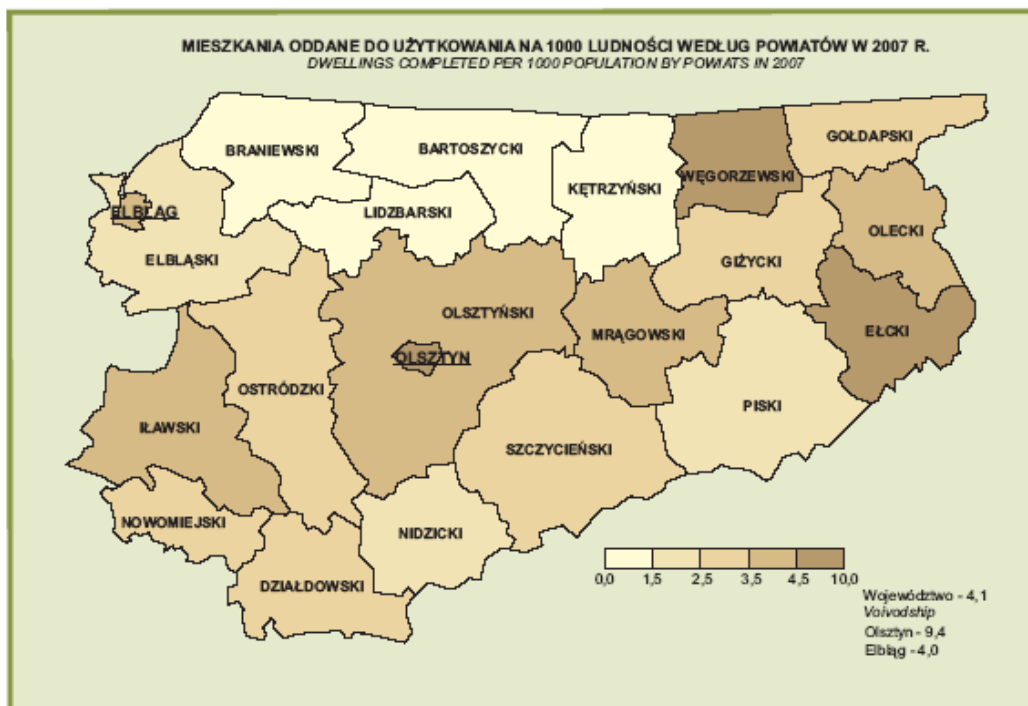 MIESZKANIA ODDANE DO UŻYTKOWANIA NA 1000 LUDNOŚCI WEDŁUG POWIATÓW W 2007 R.
DWELLINGS COMPLETED PER 1000 POPULATION BY POWIATS IN 2007
GOŁDAPSKI
BRANIEWSKI
BARTOSZYCKI
WĘGORZEWSKI
KĘTRZYŃSKI
ELBLĄG
LIDZBARSKI
OLECKI
ELBLĄSKI
GIŻYCKI
OLSZTYŃSKI
MRĄGOWSKI
EŁCKI
OLSZTYN
OSTRÓDZKI
PISKI
IŁAWSKI
SZCZYCIEŃSKI
NOWOMIEJSKI
NIDZICKI
DZIAŁDOWSKI
0,0 1,5 2,5 3,5 4,5 10,0
Województwo - 4,1
Voivodship
Olsztyn - 9,4
Elbląg - 4,0